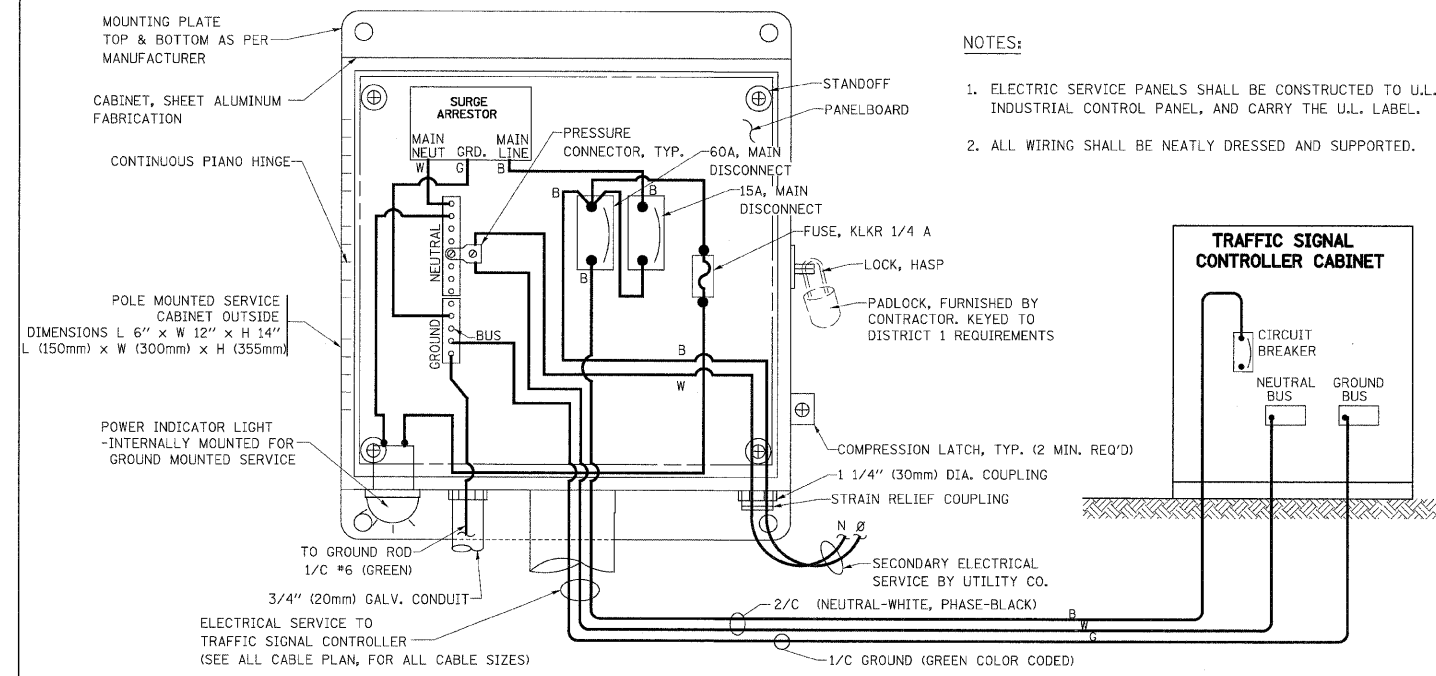 MOUNTING PLATE
TOP & BOTTOM AS PER
MANUFACTURER
CABINET, SHEET ALUMINUM
FABRICATION
CONTINUOUS PIANO HINGE
POLE MOUNTED SERVICE
CABINET OUTSIDE
DIMENSIONS L 6" x W 12" x H 14"
L (150mm) x W (300mm) x H (355mm)
POWER INDICATOR LIGHT
-INTERNALLY MOUNTED FOR
GROUND MOUNTED SERVICE
SURGE
ARRESTOR
MAIN
NEUT
GRD.
MAIN
LINE
W
G
B
NEUTRAL
GROUND
BUS
PRESSURE
CONNECTOR, TYP.
STANDOFF
PANELBOARD
60A, MAIN
DISCONNECT
15A, MAIN
DISCONNECT
B
B
B
FUSE, KLKR 1/4 A
LOCK, HASP
PADLOCK, FURNISHED BY
CONTRACTOR. KEYED TO
DISTRICT 1 REQUIREMENTS
B
W
COMPRESSION LATCH, TYP. (2 MIN. REQ'D)
1 1/4" (30mm) DIA. COUPLING
STRAIN RELIEF COUPLING
N Ø
SECONDARY ELECTRICAL
SERVICE BY UTILITY CO.
TO GROUND ROD
1/C #6 (GREEN)
3/4" (20mm) GALV. CONDUIT
ELECTRICAL SERVICE TO
TRAFFIC SIGNAL CONTROLLER
(SEE ALL CABLE PLAN, FOR ALL CABLE SIZES)
2/C (NEUTRAL-WHITE, PHASE-BLACK)
B
W
G
1/C GROUND (GREEN COLOR CODED)
NOTES:
1. ELECTRIC SERVICE PANELS SHALL BE CONSTRUCTED TO U.L.
INDUSTRIAL CONTROL PANEL, AND CARRY THE U.L. LABEL.
2. ALL WIRING SHALL BE NEATLY DRESSED AND SUPPORTED.
TRAFFIC SIGNAL
CONTROLLER CABINET
CIRCUIT
BREAKER
NEUTRAL
BUS
GROUND
BUS